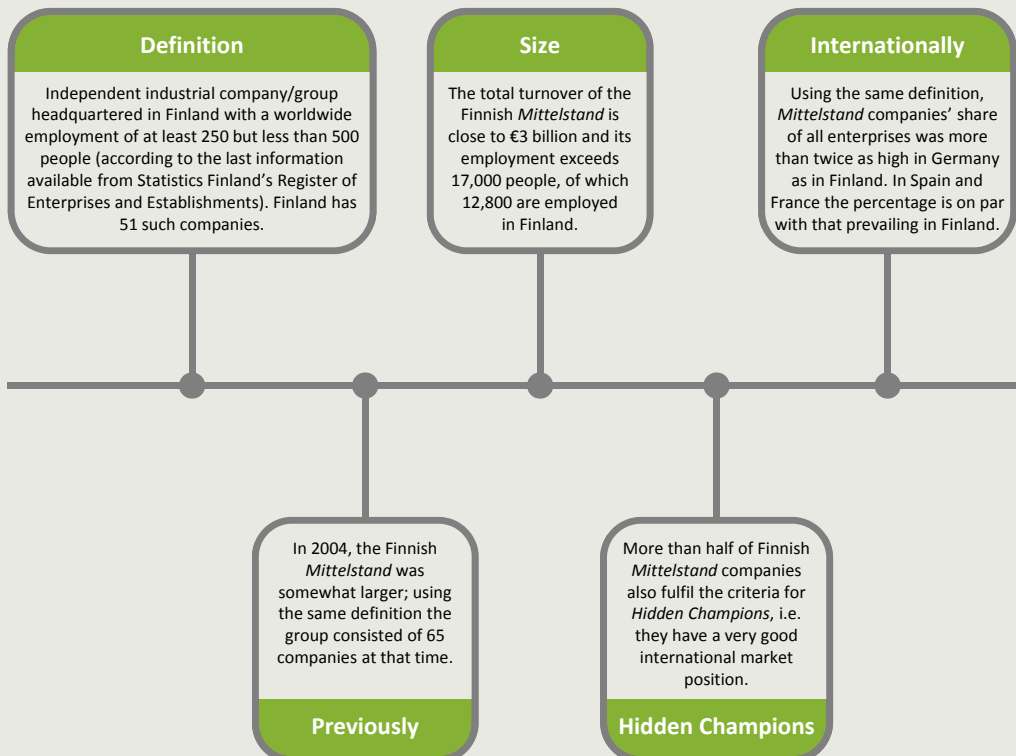 Definition
Independent industrial company/group
headquartered in Finland with a worldwide
employment of at least 250 but less than 500
people (according to the last information
available from Statistics Finland's Register of
Enterprises and Establishments). Finland has
51 such companies.
Size
The total turnover of the
Finnish Mittelstand is
close to €3 billion and its
employment exceeds
17,000 people, of which
12,800 are employed
in Finland.
Internationally
Using the same definition,
Mittelstand companies' share
of all enterprises was more
than twice as high in Germany
as in Finland. In Spain and
France the percentage is on par
with that prevailing in Finland.
In 2004, the Finnish
Mittelstand was
somewhat larger; using
the same definition the
group consisted of 65
companies at that time.
Previously
More than half of Finnish
Mittelstand companies
also fulfil the criteria for
Hidden Champions, i.e.
they have a very good
international market
position.
Hidden Champions